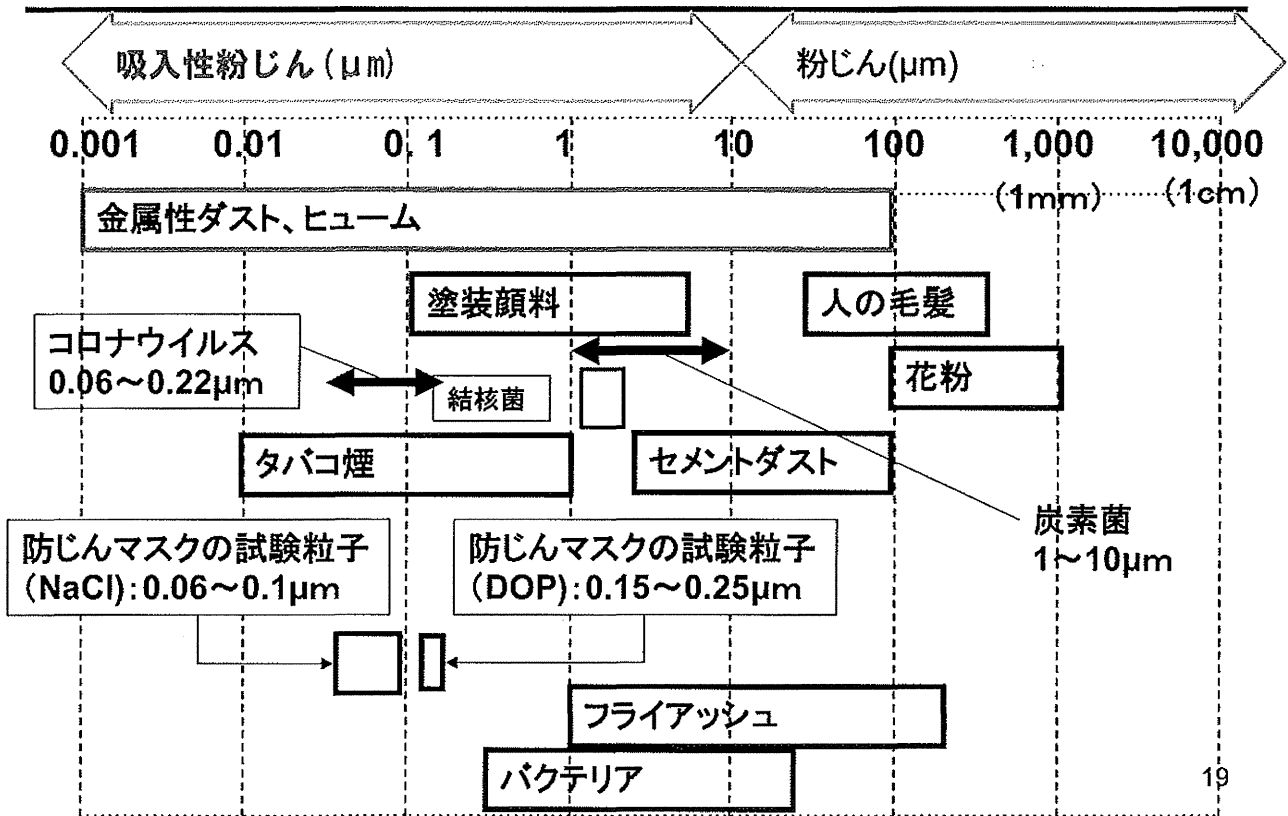 吸入性粉じん(μm)
粉じん(μm)
0.001 0.01 0.1 1 10 100 1,000 10,000
(1mm) (1cm)
金属性ダスト、ヒューム
塗装顔料
人の毛髪
コロナウイルス
0.06～0.22μm
結核菌
花粉
タバコ煙
セメントダスト
炭素菌
1～10μm
防じんマスクの試験粒子
(NaCl):0.06～0.1μm
防じんマスクの試験粒子
(DOP):0.15～0.25μm
フライアッシュ
バクテリア
19